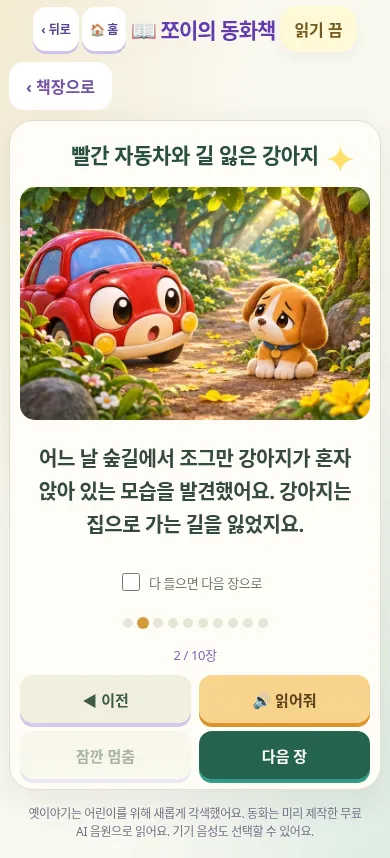 ‹ 뒤로
🏠 홈
📖 쪼이의 동화책
읽기 끝
‹ 책장으로
빨간 자동차와 길 잃은 강아지
어느 날 숲길에서 조그만 강아지가 혼자
앉아 있는 모습을 발견했어요. 강아지는
집으로 가는 길을 잃었지요.
다 들으면 다음 장으로
2 / 10장
◀ 이전
🔊 읽어줘
잠깐 멈춤
다음 장
옛이야기는 어린이를 위해 새롭게 각색했어요. 동화는 미리 제작한 무료
AI 음원으로 읽어요. 기기 음성도 선택할 수 있어요.